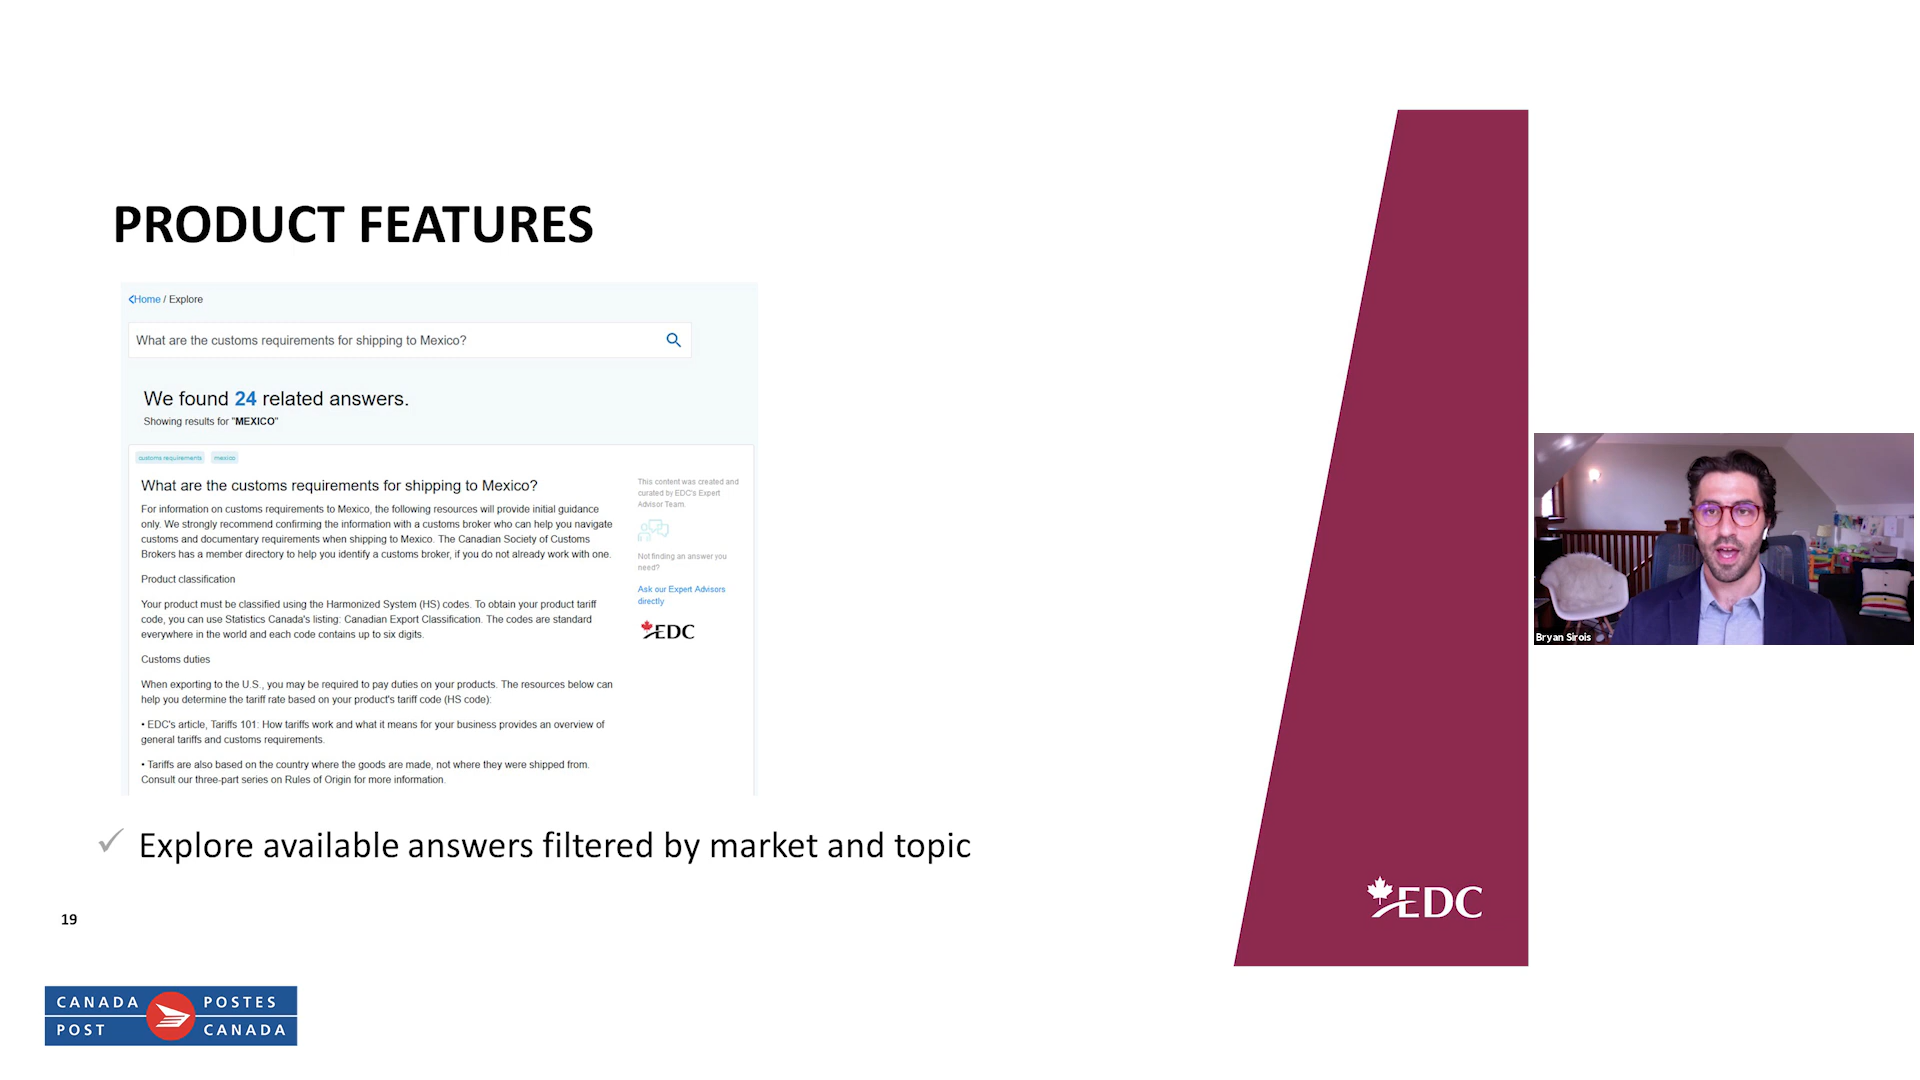 PRODUCT FEATURES
Home / Explore
What are the customs requirements for shipping to Mexico?
We found 24 related answers.
Showing results for "MEXICO"
customs requirements mexico
What are the customs requirements for shipping to Mexico?
For information on customs requirements to Mexico, the following resources will provide initial guidance
only. We strongly recommend confirming the information with a customs broker who can help you navigate
customs and documentary requirements when shipping to Mexico. The Canadian Society of Customs
Brokers has a member directory to help you identify a customs broker, if you do not already work with one.
Product classification
Your product must be classified using the Harmonized System (HS) codes. To obtain your product tariff
code, you can use Statistics Canada's listing: Canadian Export Classification. The codes are standard
everywhere in the world and each code contains up to six digits.
Customs duties
When exporting to the U.S., you may be required to pay duties on your products. The resources below can
help you determine the tariff rate based on your product's tariff code (HS code):
• EDC's article, Tariffs 101: How tariffs work and what it means for your business provides an overview of
general tariffs and customs requirements.
• Tariffs are also based on the country where the goods are made, not where they were shipped from.
Consult our three-part series on Rules of Origin for more information.
This content was created and
curated by EDC's Expert
Advisor Team.
Not finding an answer you
need?
Ask our Expert Advisors
directly
EDC
✓ Explore available answers filtered by market and topic
19
CANADA POSTES
POST CANADA
EDC
Bryan Sirois